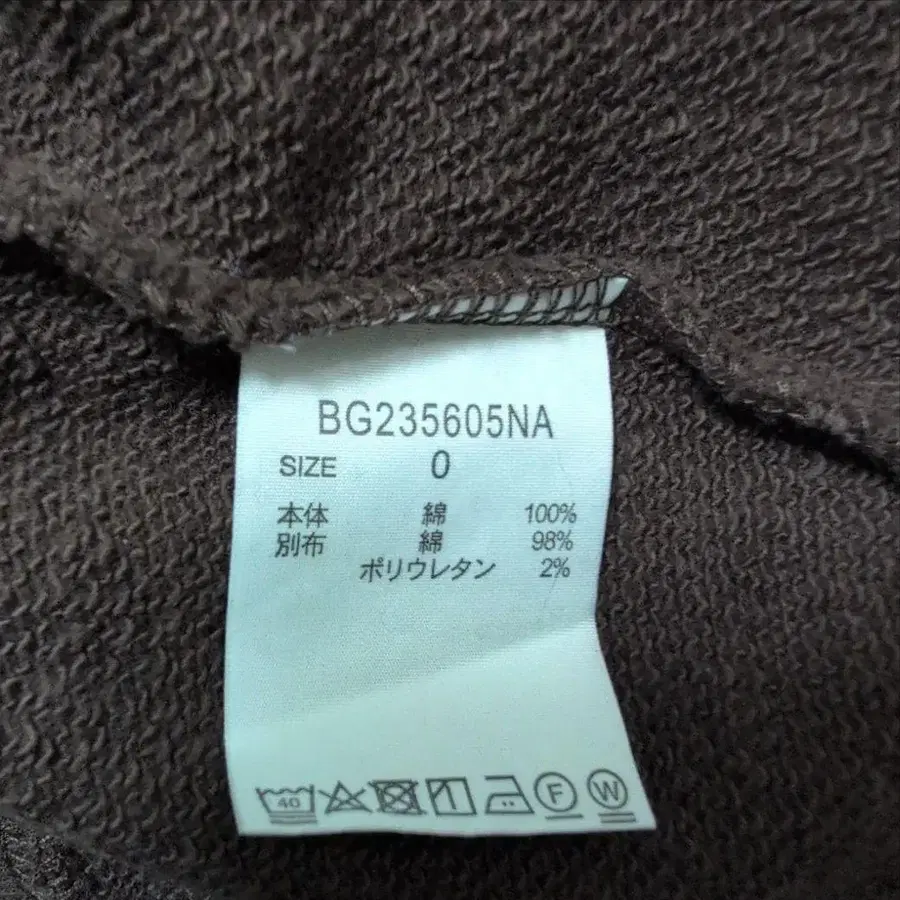 BG235605NA
SIZE 0
本体 綿 100%
別布 綿 98%
ポリウレタン 2%
40 F W